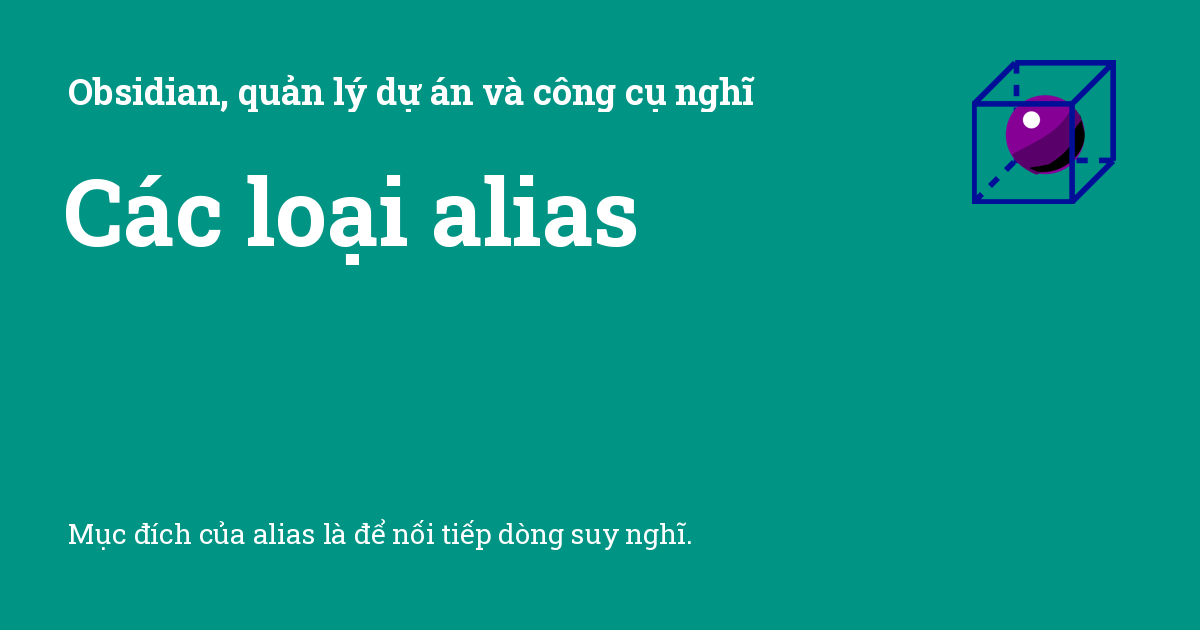 Obsidian, quản lý dự án và công cụ nghĩ
Các loại alias
Mục đích của alias là để nối tiếp dòng suy nghĩ.